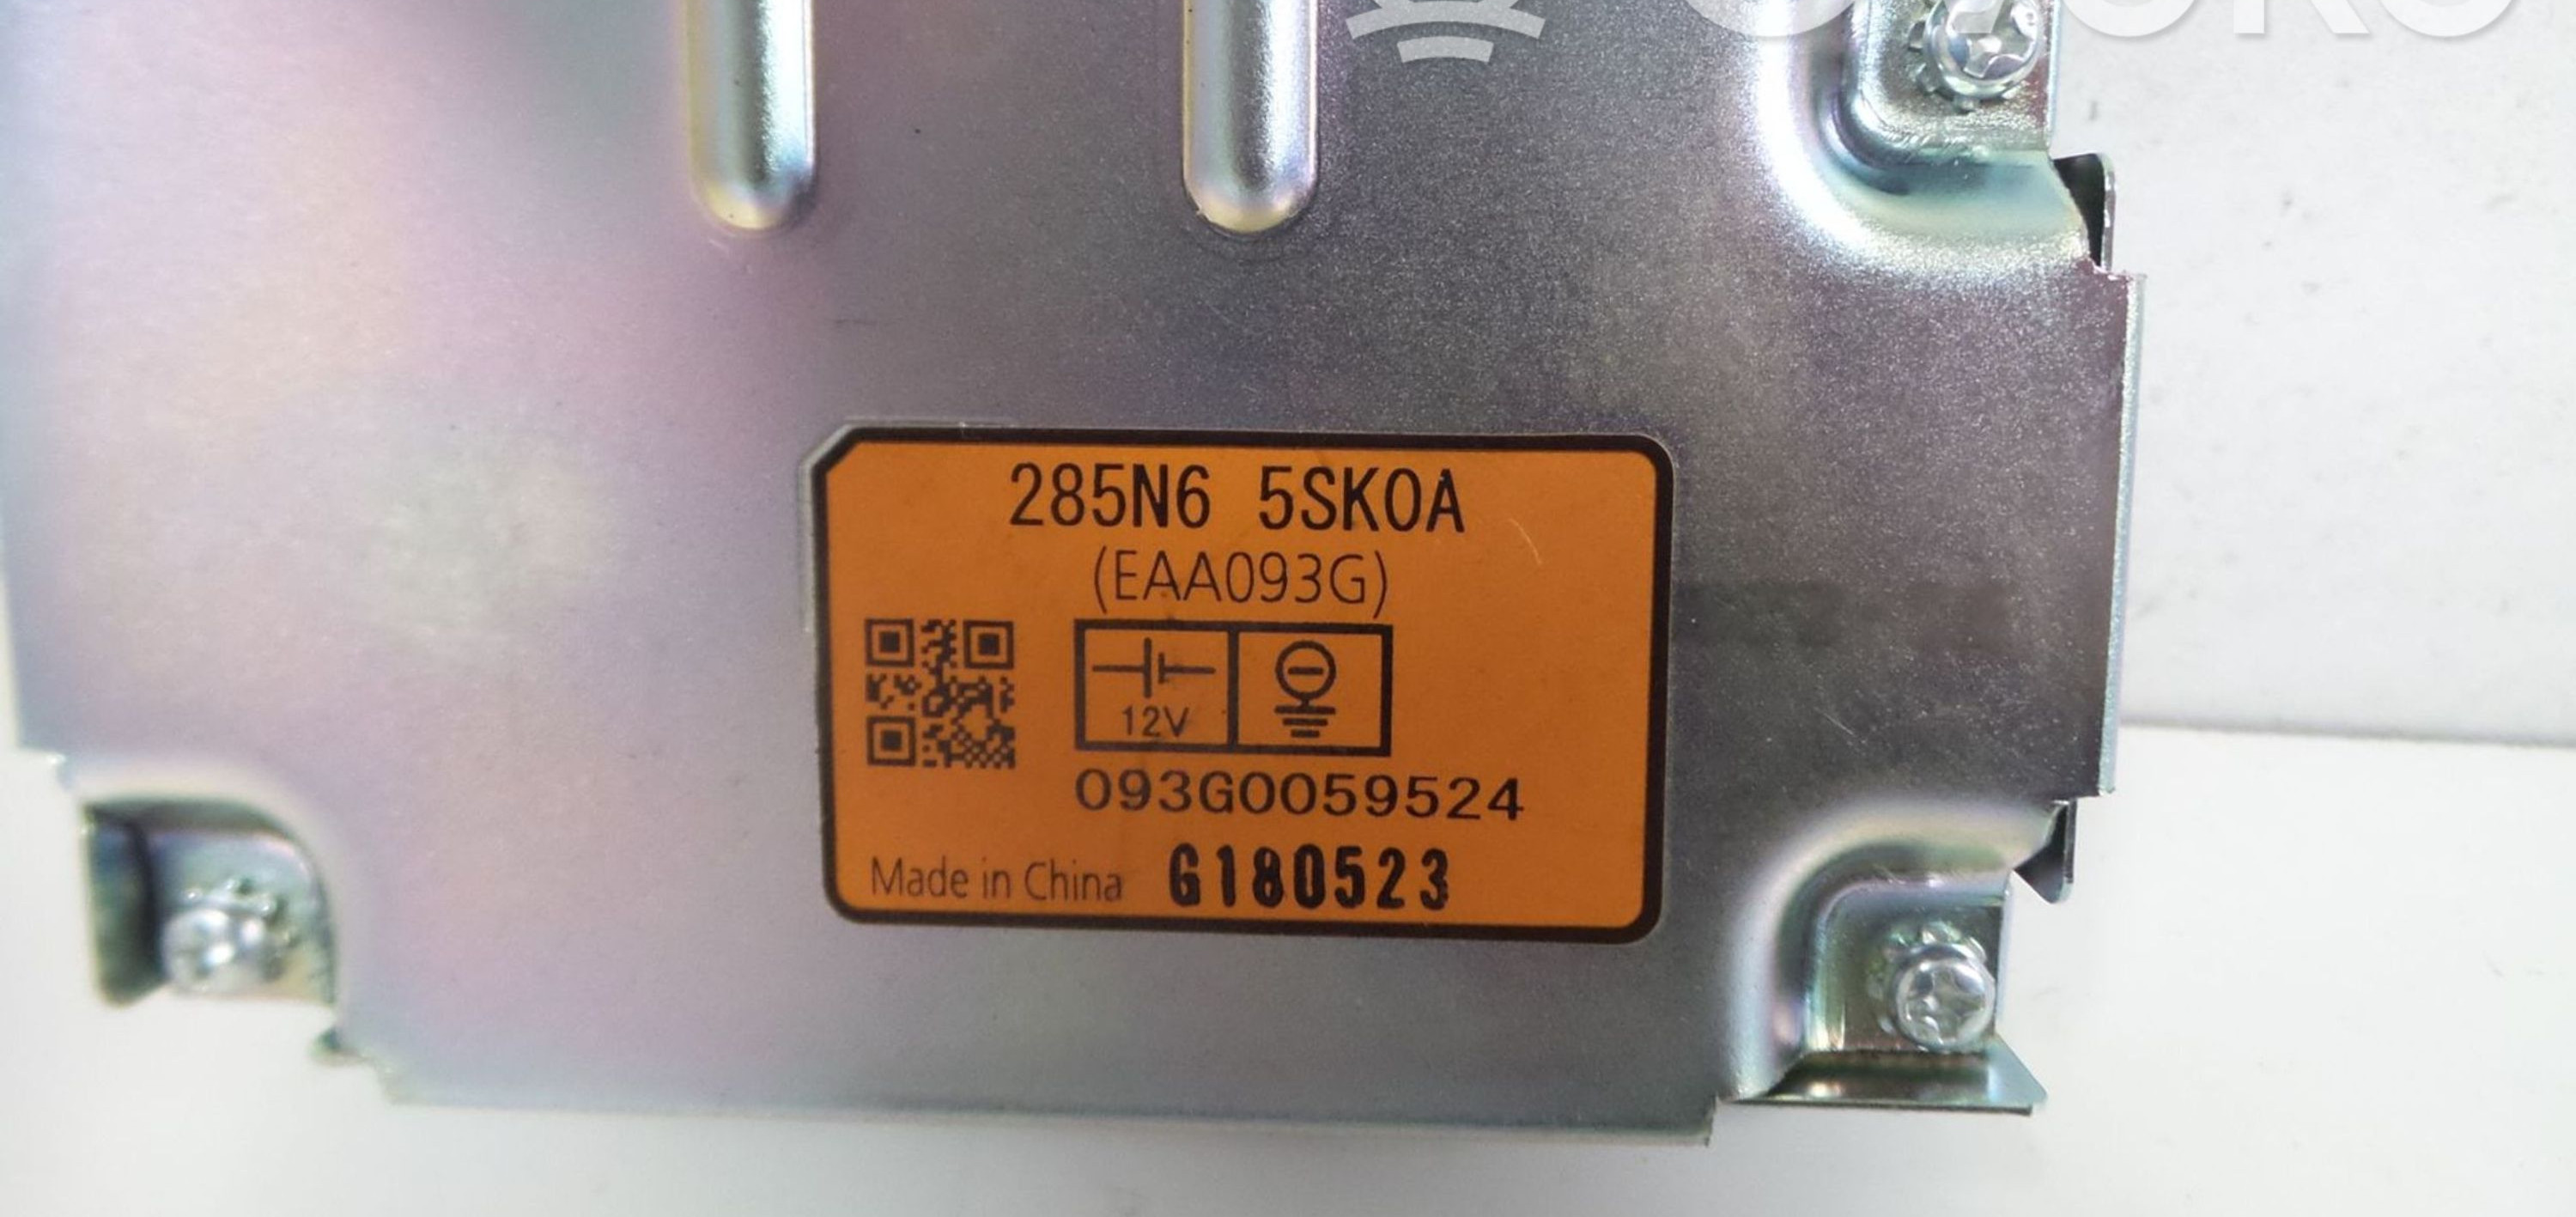 285N6 5SK0A
(EAA093G)
12V
093G0059524
Made in China G180523